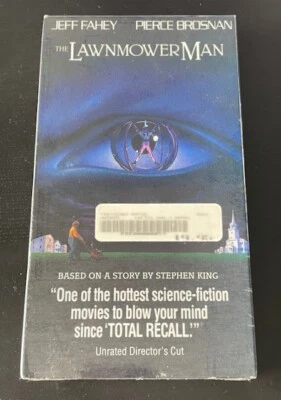 JEFF FAHEY PIERCE BROSNAN
THE LAWNMOWER MAN
BASED ON A STORY BY STEPHEN KING
"One of the hottest science-fiction
movies to blow your mind
since 'TOTAL RECALL.'"
Unrated Director's Cut